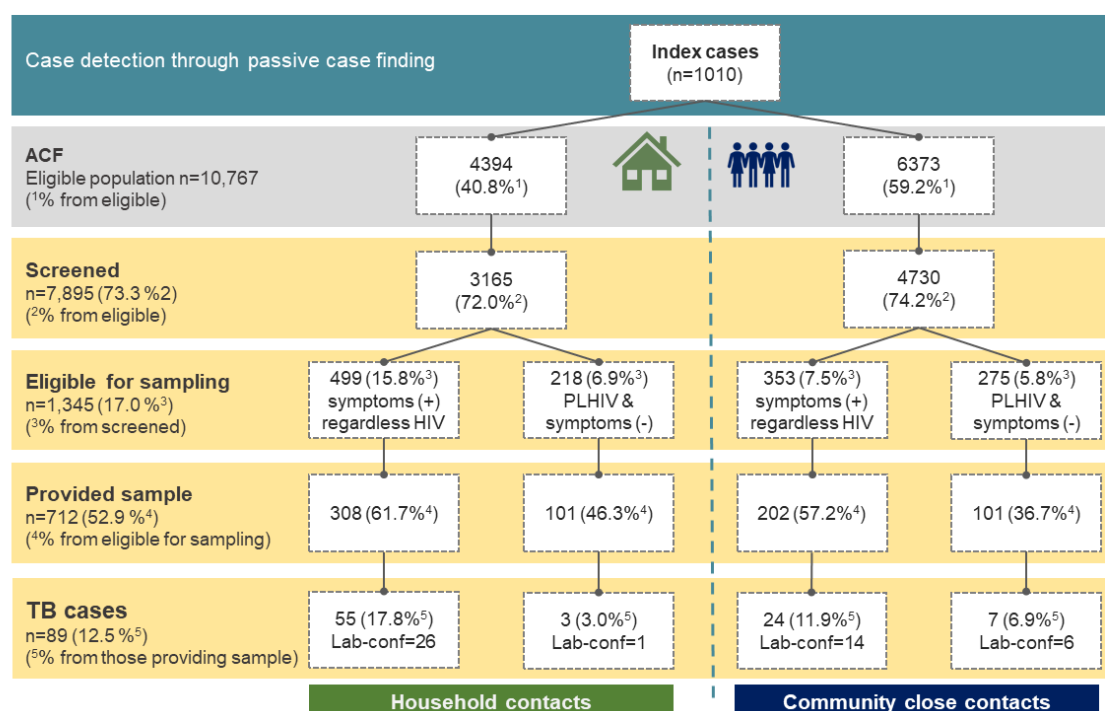 Case detection through passive case finding
Index cases
(n=1010)
ACF
Eligible population n=10,767
(¹% from eligible)
4394
(40.8%¹)
6373
(59.2%¹)
Screened
n=7,895 (73.3 %2)
(²% from eligible)
3165
(72.0%²)
4730
(74.2%²)
Eligible for sampling
n=1,345 (17.0 %³)
(³% from screened)
499 (15.8%³)
symptoms (+)
regardless HIV
218 (6.9%³)
PLHIV &
symptoms (-)
353 (7.5%³)
symptoms (+)
regardless HIV
275 (5.8%³)
PLHIV &
symptoms (-)
Provided sample
n=712 (52.9 %⁴)
(⁴% from eligible for sampling)
308 (61.7%⁴)
101 (46.3%⁴)
202 (57.2%⁴)
101 (36.7%⁴)
TB cases
n=89 (12.5 %⁵)
(⁵% from those providing sample)
55 (17.8%⁵)
Lab-conf=26
3 (3.0%⁵)
Lab-conf=1
24 (11.9%⁵)
Lab-conf=14
7 (6.9%⁵)
Lab-conf=6
Household contacts
Community close contacts